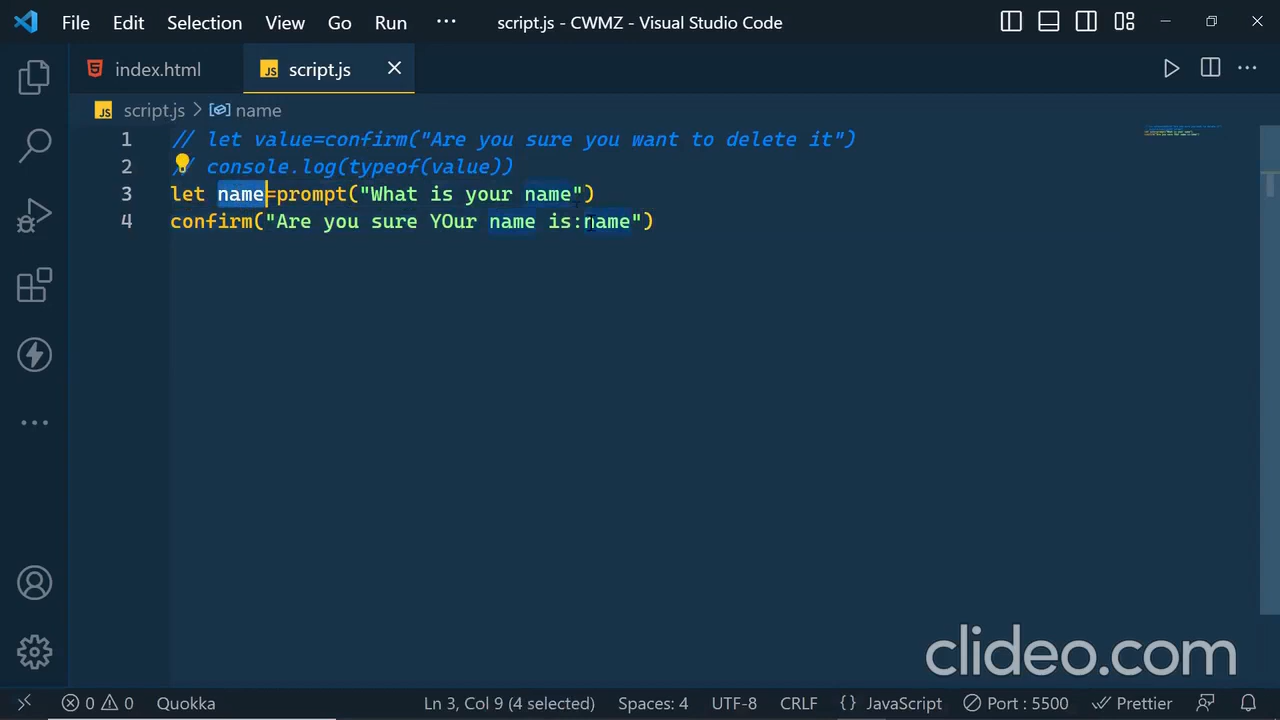 File Edit Selection View Go Run ··· script.js - CWMZ - Visual Studio Code
index.html JS script.js
JS script.js > name
1 // let value=confirm("Are you sure you want to delete it")
2 // console.log(typeof(value))
3 let name=prompt("What is your name")
4 confirm("Are you sure YOur name is:name")
clideo.com
0 0 Quokka Ln 3, Col 9 (4 selected) Spaces: 4 UTF-8 CRLF {} JavaScript Port : 5500 Prettier